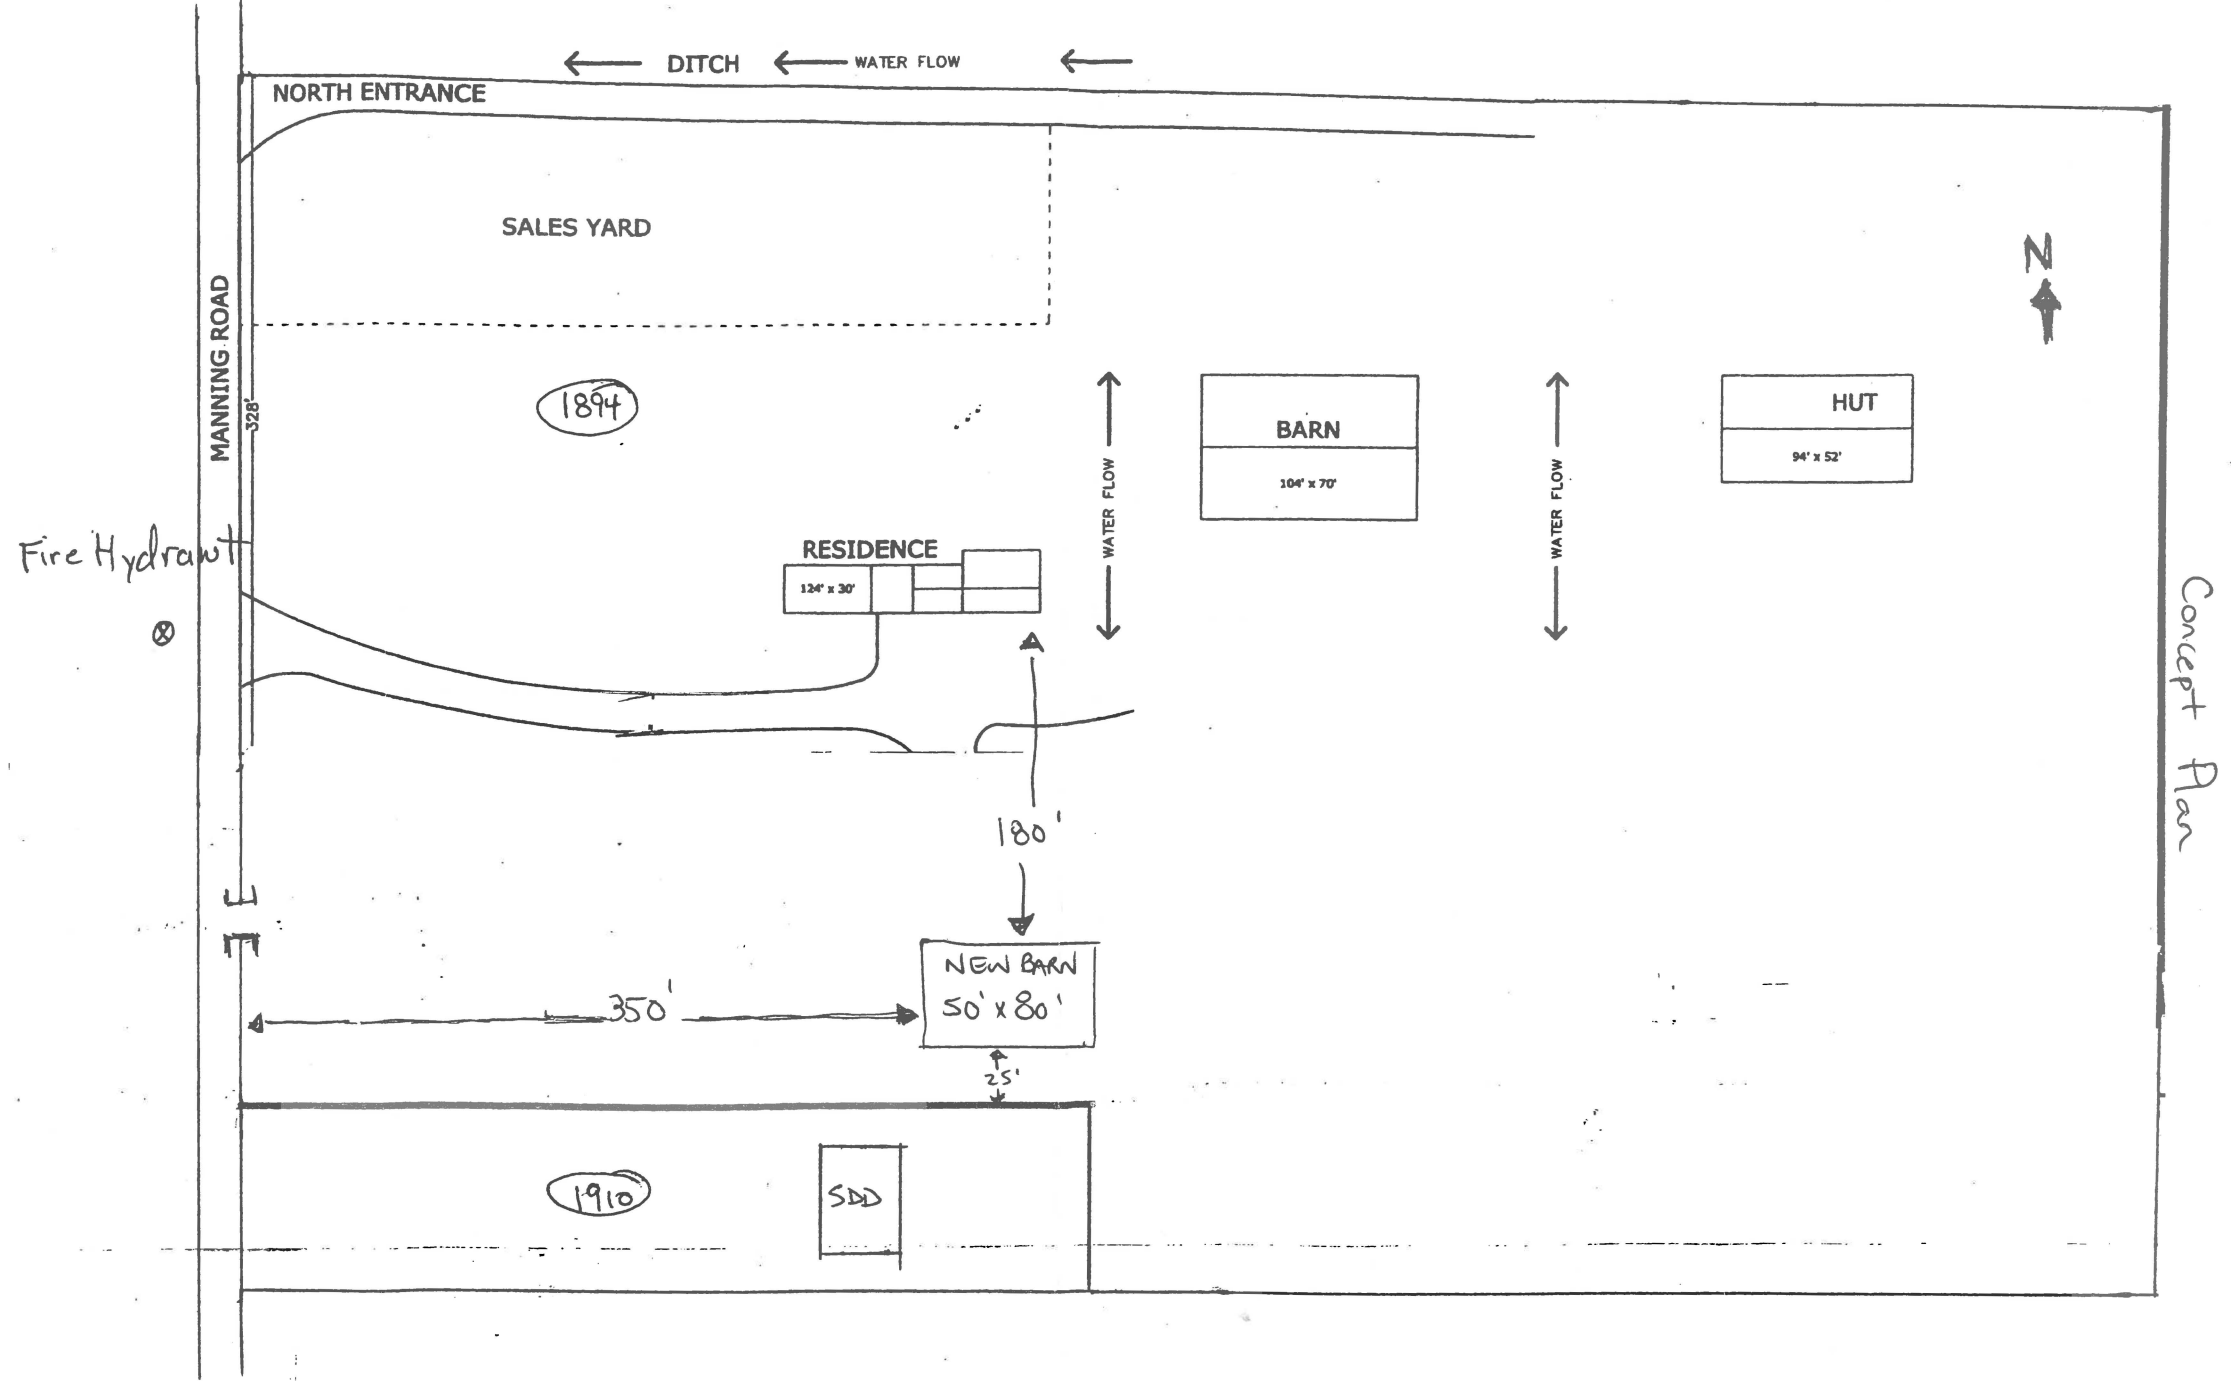 DITCH
WATER FLOW
NORTH ENTRANCE
SALES YARD
MANNING ROAD
328'
N
1894
BARN
104' x 70'
HUT
94' x 52'
WATER FLOW
WATER FLOW
Fire Hydrant
RESIDENCE
124' x 30'
Concept Plan
180'
NEW BARN
50' x 80'
350'
25'
1910
SDD